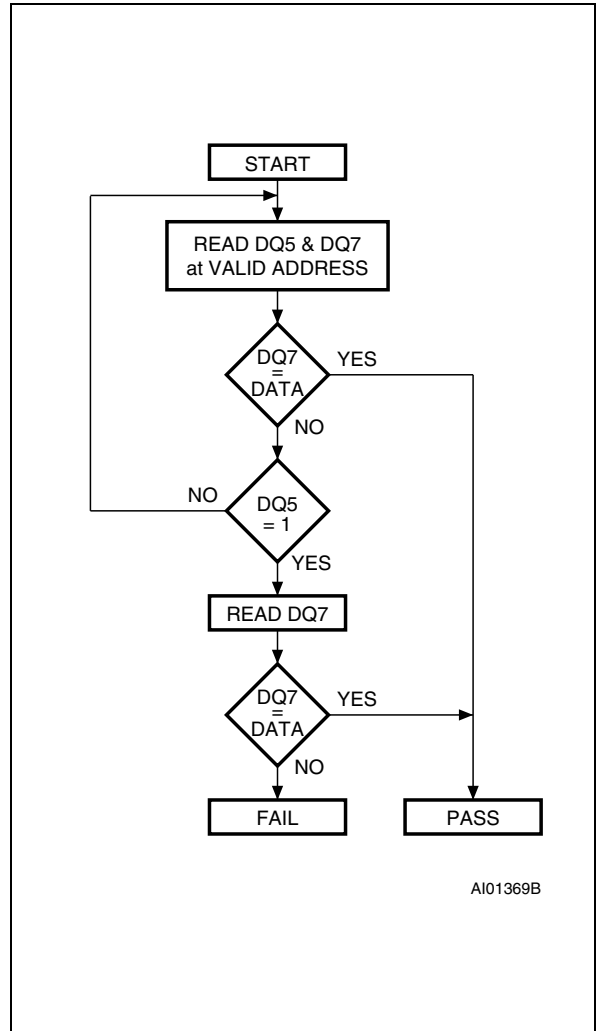 START
READ DQ5 & DQ7
at VALID ADDRESS
DQ7
=
DATA
YES
NO
DQ5
= 1
NO
YES
READ DQ7
DQ7
=
DATA
YES
NO
FAIL
PASS
AI01369B